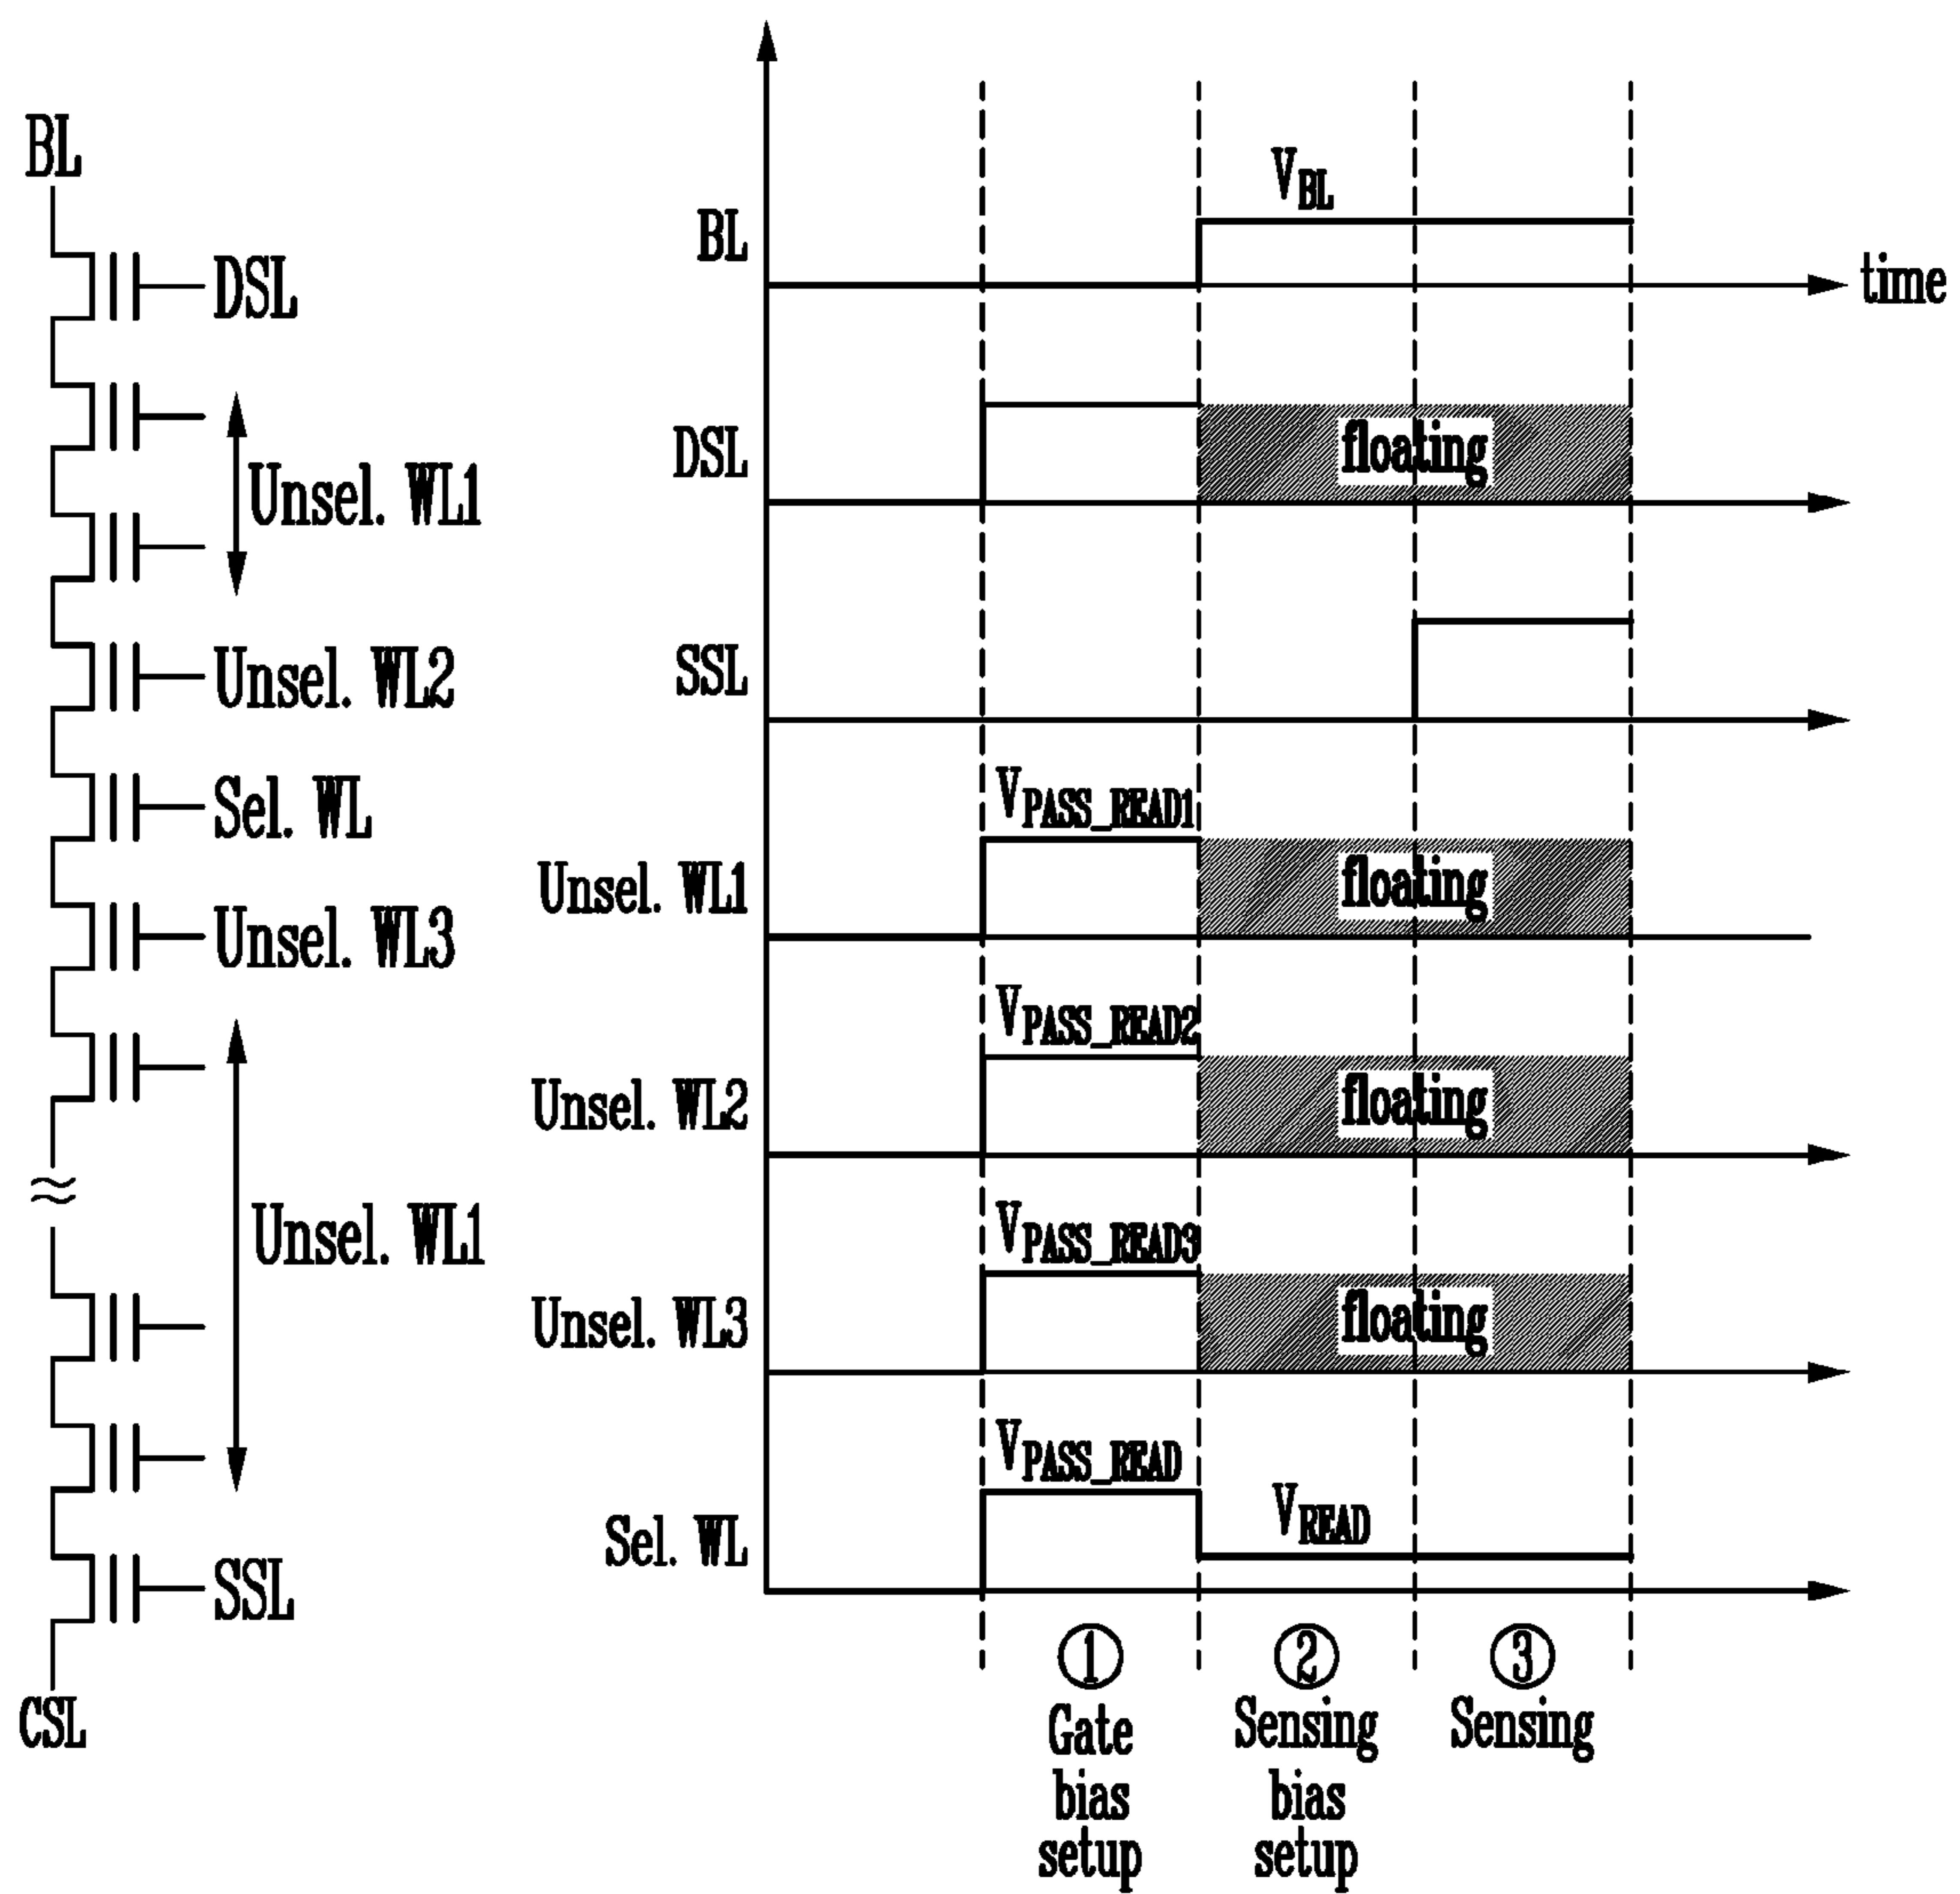 BL
DSL
Unsel. WL1
Unsel. WL2
Sel. WL
Unsel. WL3
Unsel. WL1
SSL
CSL
BL
VBL
time
DSL
floating
SSL
VPASS_READ1
Unsel. WL1
floating
VPASS_READ2
Unsel. WL2
floating
VPASS_READ3
Unsel. WL3
floating
VPASS_READ
Sel. WL
VREAD
① ② ③
Gate
bias
setup
Sensing
bias
setup
Sensing